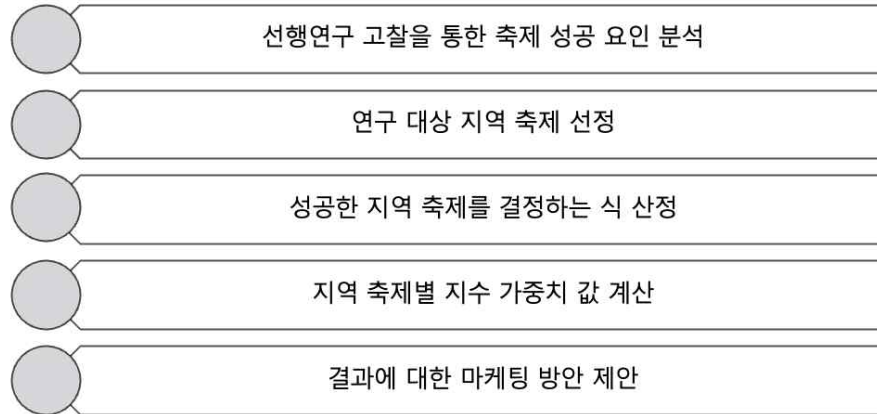 선행연구 고찰을 통한 축제 성공 요인 분석
연구 대상 지역 축제 선정
성공한 지역 축제를 결정하는 식 산정
지역 축제별 지수 가중치 값 계산
결과에 대한 마케팅 방안 제안